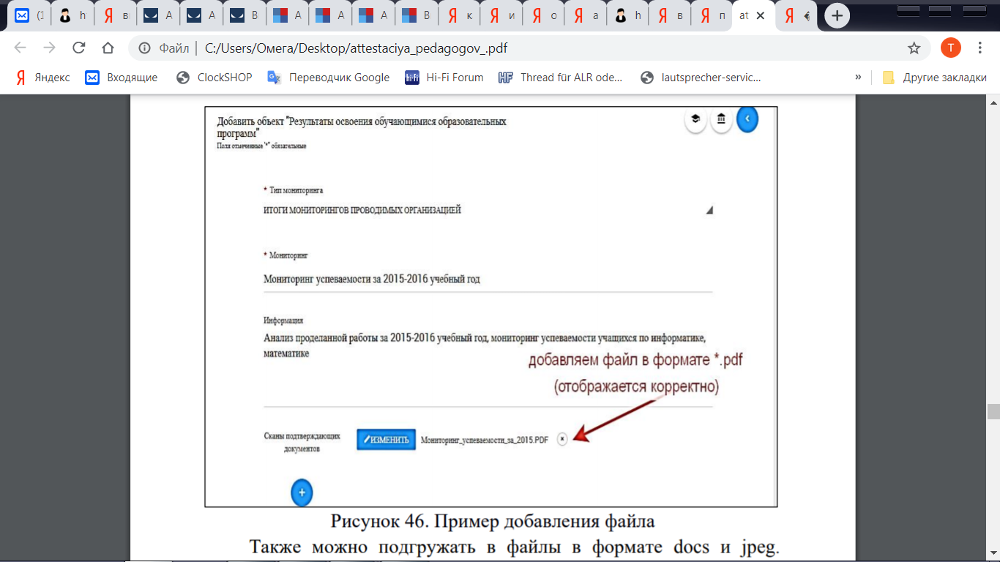 (1 h в A A B A A A B к и о а h в п at
Файл | C:/Users/Омега/Desktop/attestaciya_pedagogov_.pdf T
Яндекс Входящие ClockSHOP Переводчик Google Hi-Fi Forum Thread für ALR ode... lautsprecher-servic... » Другие закладки
Добавить объект "Результаты освоения обучающимися образовательных
программ"
Поля отмеченные "*" обязательные
* Тип мониторинга
ИТОГИ МОНИТОРИНГОВ ПРОВОДИМЫХ ОРГАНИЗАЦИЕЙ
* Мониторинг
Мониторинг успеваемости за 2015-2016 учебный год
Информация
Анализ проделанной работы за 2015-2016 учебный год, мониторинг успеваемости учащихся по информатике,
математике
добавляем файл в формате *.pdf
(отображается корректно)
Сканы подтверждающих
документов
ИЗМЕНИТЬ Мониторинг_успеваемости_за_2015.PDF
Рисунок 46. Пример добавления файла
Также можно подгружать в файлы в формате docs и jpeg.